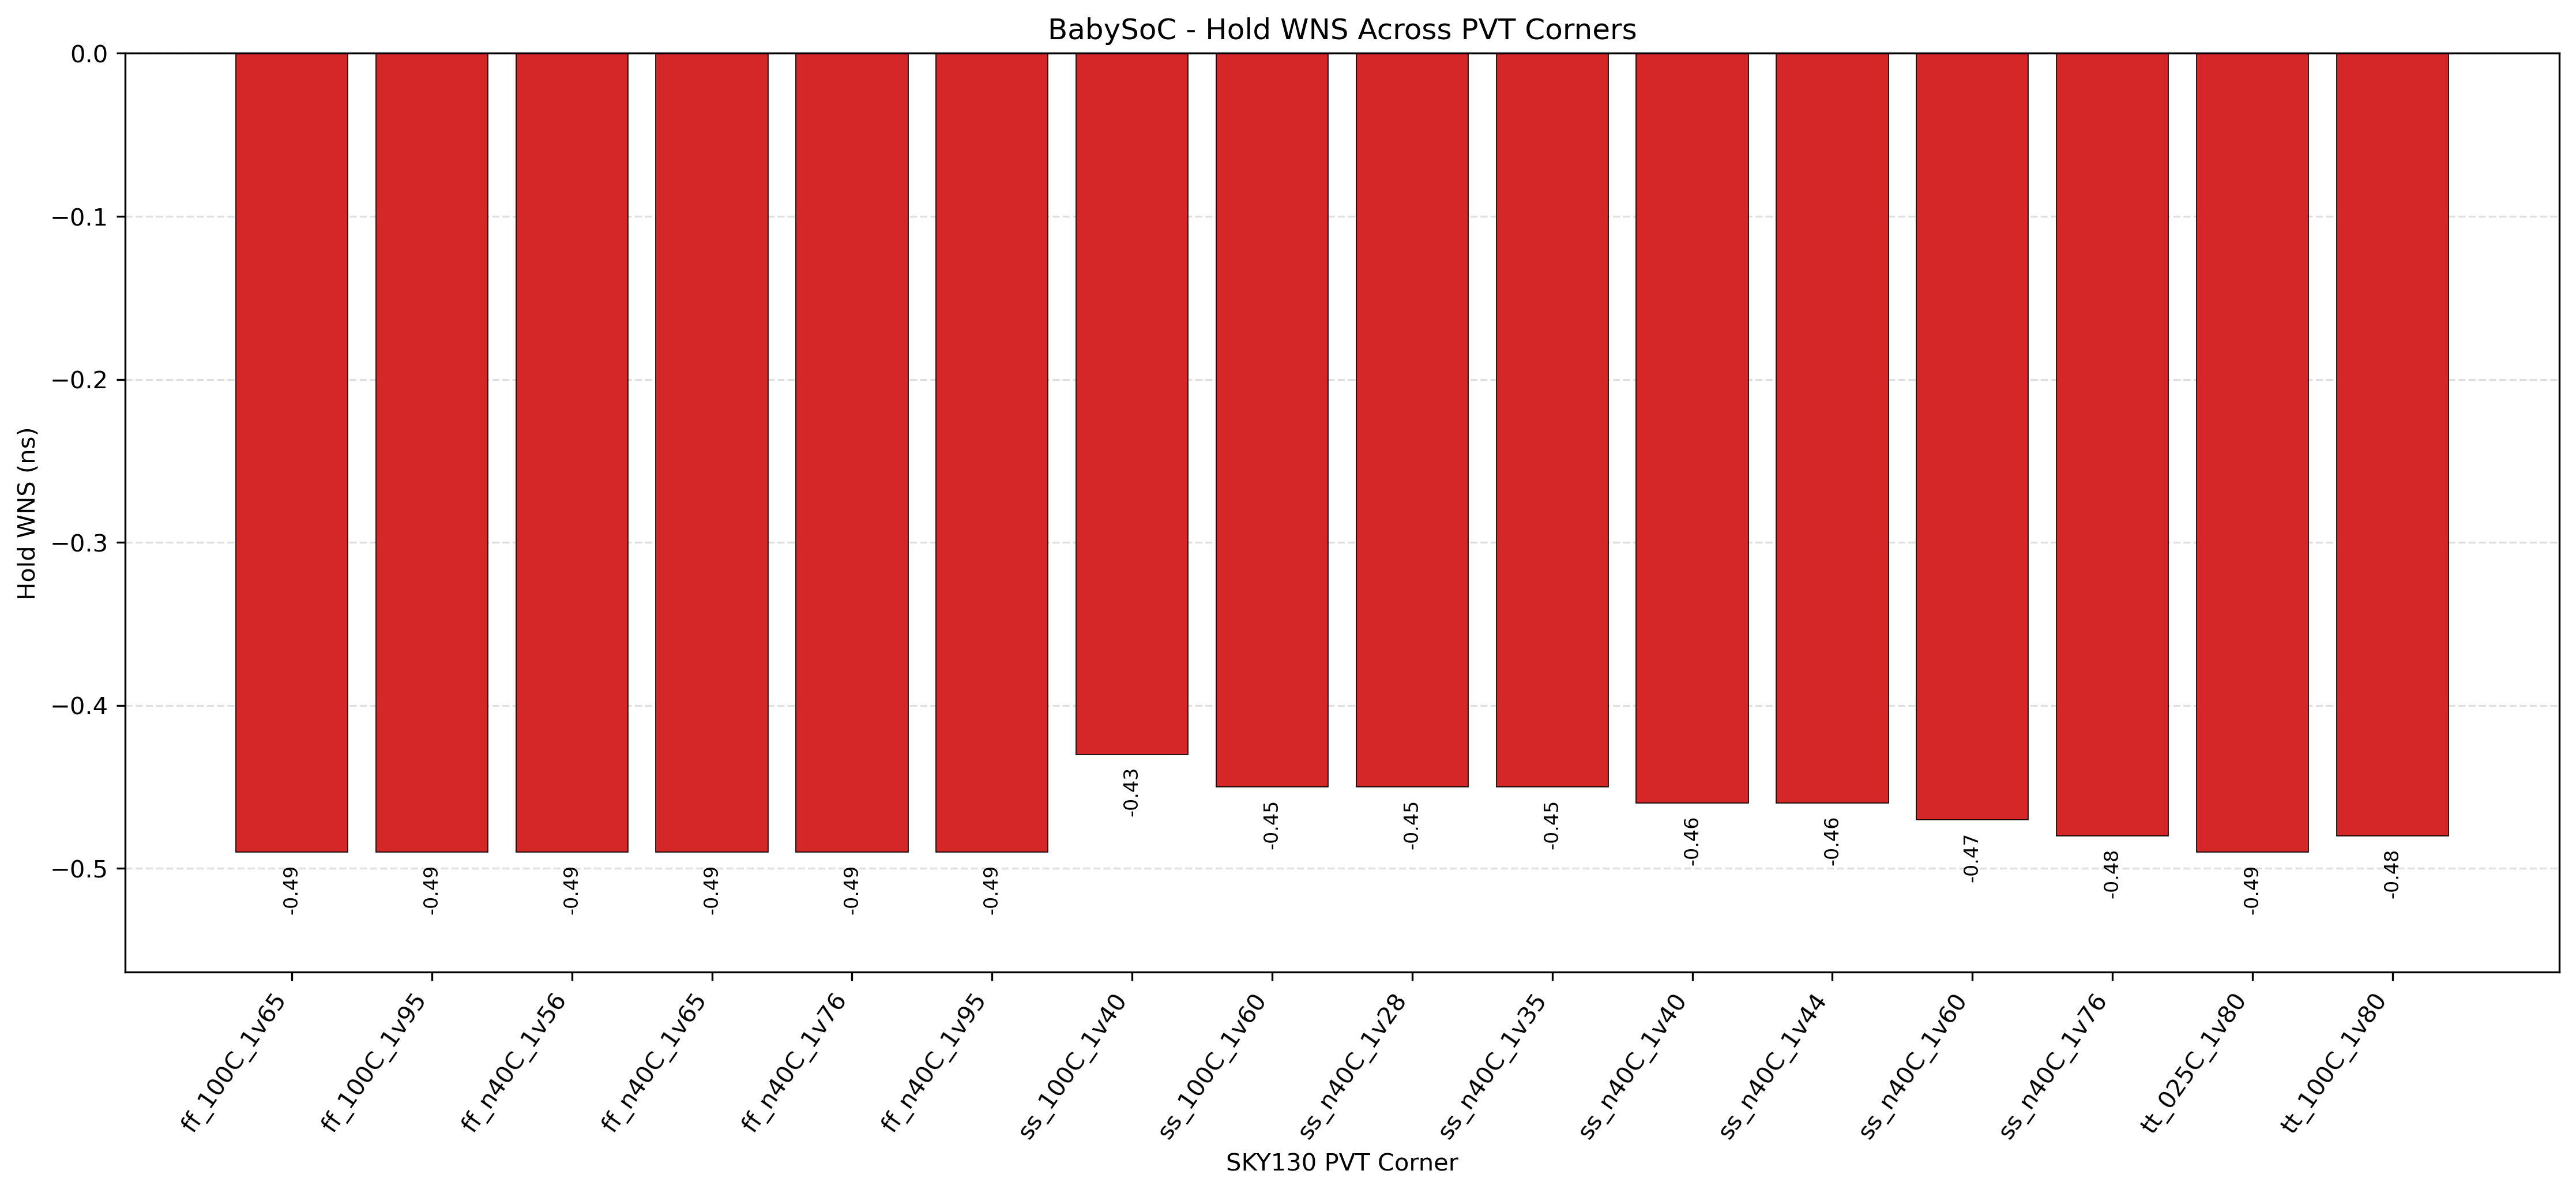 BabySoC - Hold WNS Across PVT Corners
Hold WNS (ns)
0.0
−0.1
−0.2
−0.3
−0.4
−0.5
-0.49
-0.49
-0.49
-0.49
-0.49
-0.49
-0.43
-0.45
-0.45
-0.45
-0.46
-0.46
-0.47
-0.48
-0.49
-0.48
ff_100C_1v65
ff_100C_1v95
ff_n40C_1v56
ff_n40C_1v65
ff_n40C_1v76
ff_n40C_1v95
ss_100C_1v40
ss_100C_1v60
ss_n40C_1v28
ss_n40C_1v35
ss_n40C_1v40
ss_n40C_1v44
ss_n40C_1v60
ss_n40C_1v76
tt_025C_1v80
tt_100C_1v80
SKY130 PVT Corner